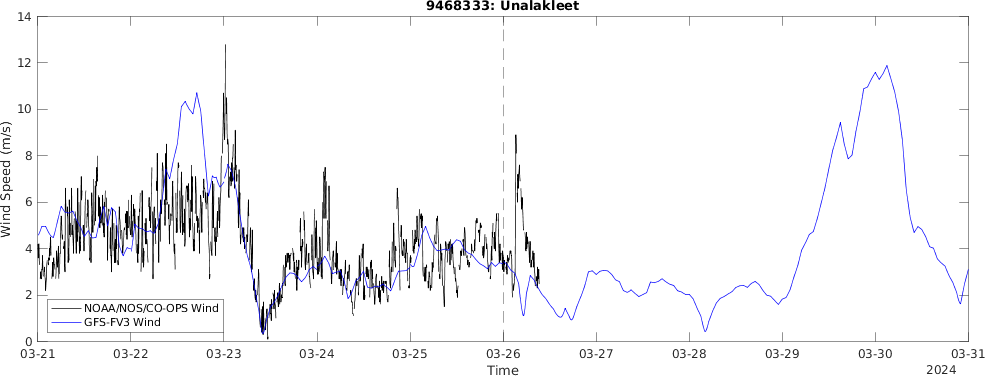 9468333: Unalakleet
Wind Speed (m/s)
14
12
10
8
6
4
2
0
NOAA/NOS/CO-OPS Wind
GFS-FV3 Wind
03-21 03-22 03-23 03-24 03-25 03-26 03-27 03-28 03-29 03-30 03-31
Time
2024